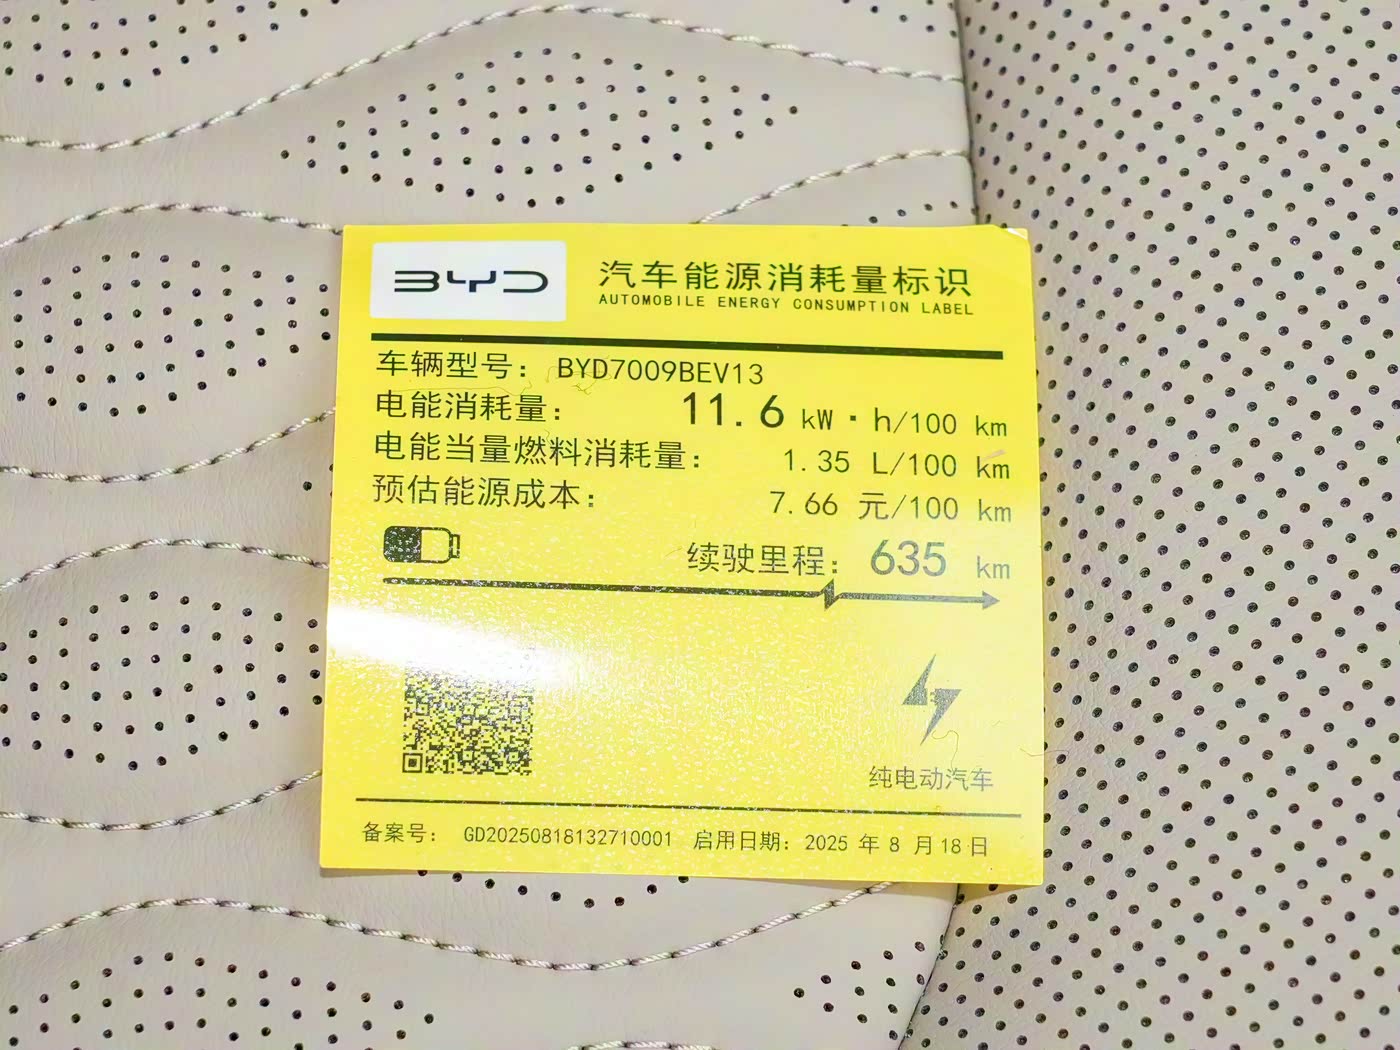 BYD
汽车能源消耗量标识
AUTOMOBILE ENERGY CONSUMPTION LABEL
车辆型号: BYD7009BEV13
电能消耗量: 11.6 kW·h/100 km
电能当量燃料消耗量: 1.35 L/100 km
预估能源成本: 7.66 元/100 km
续驶里程: 635 km
纯电动汽车
备案号: GD20250818132710001 启用日期: 2025 年 8 月 18 日